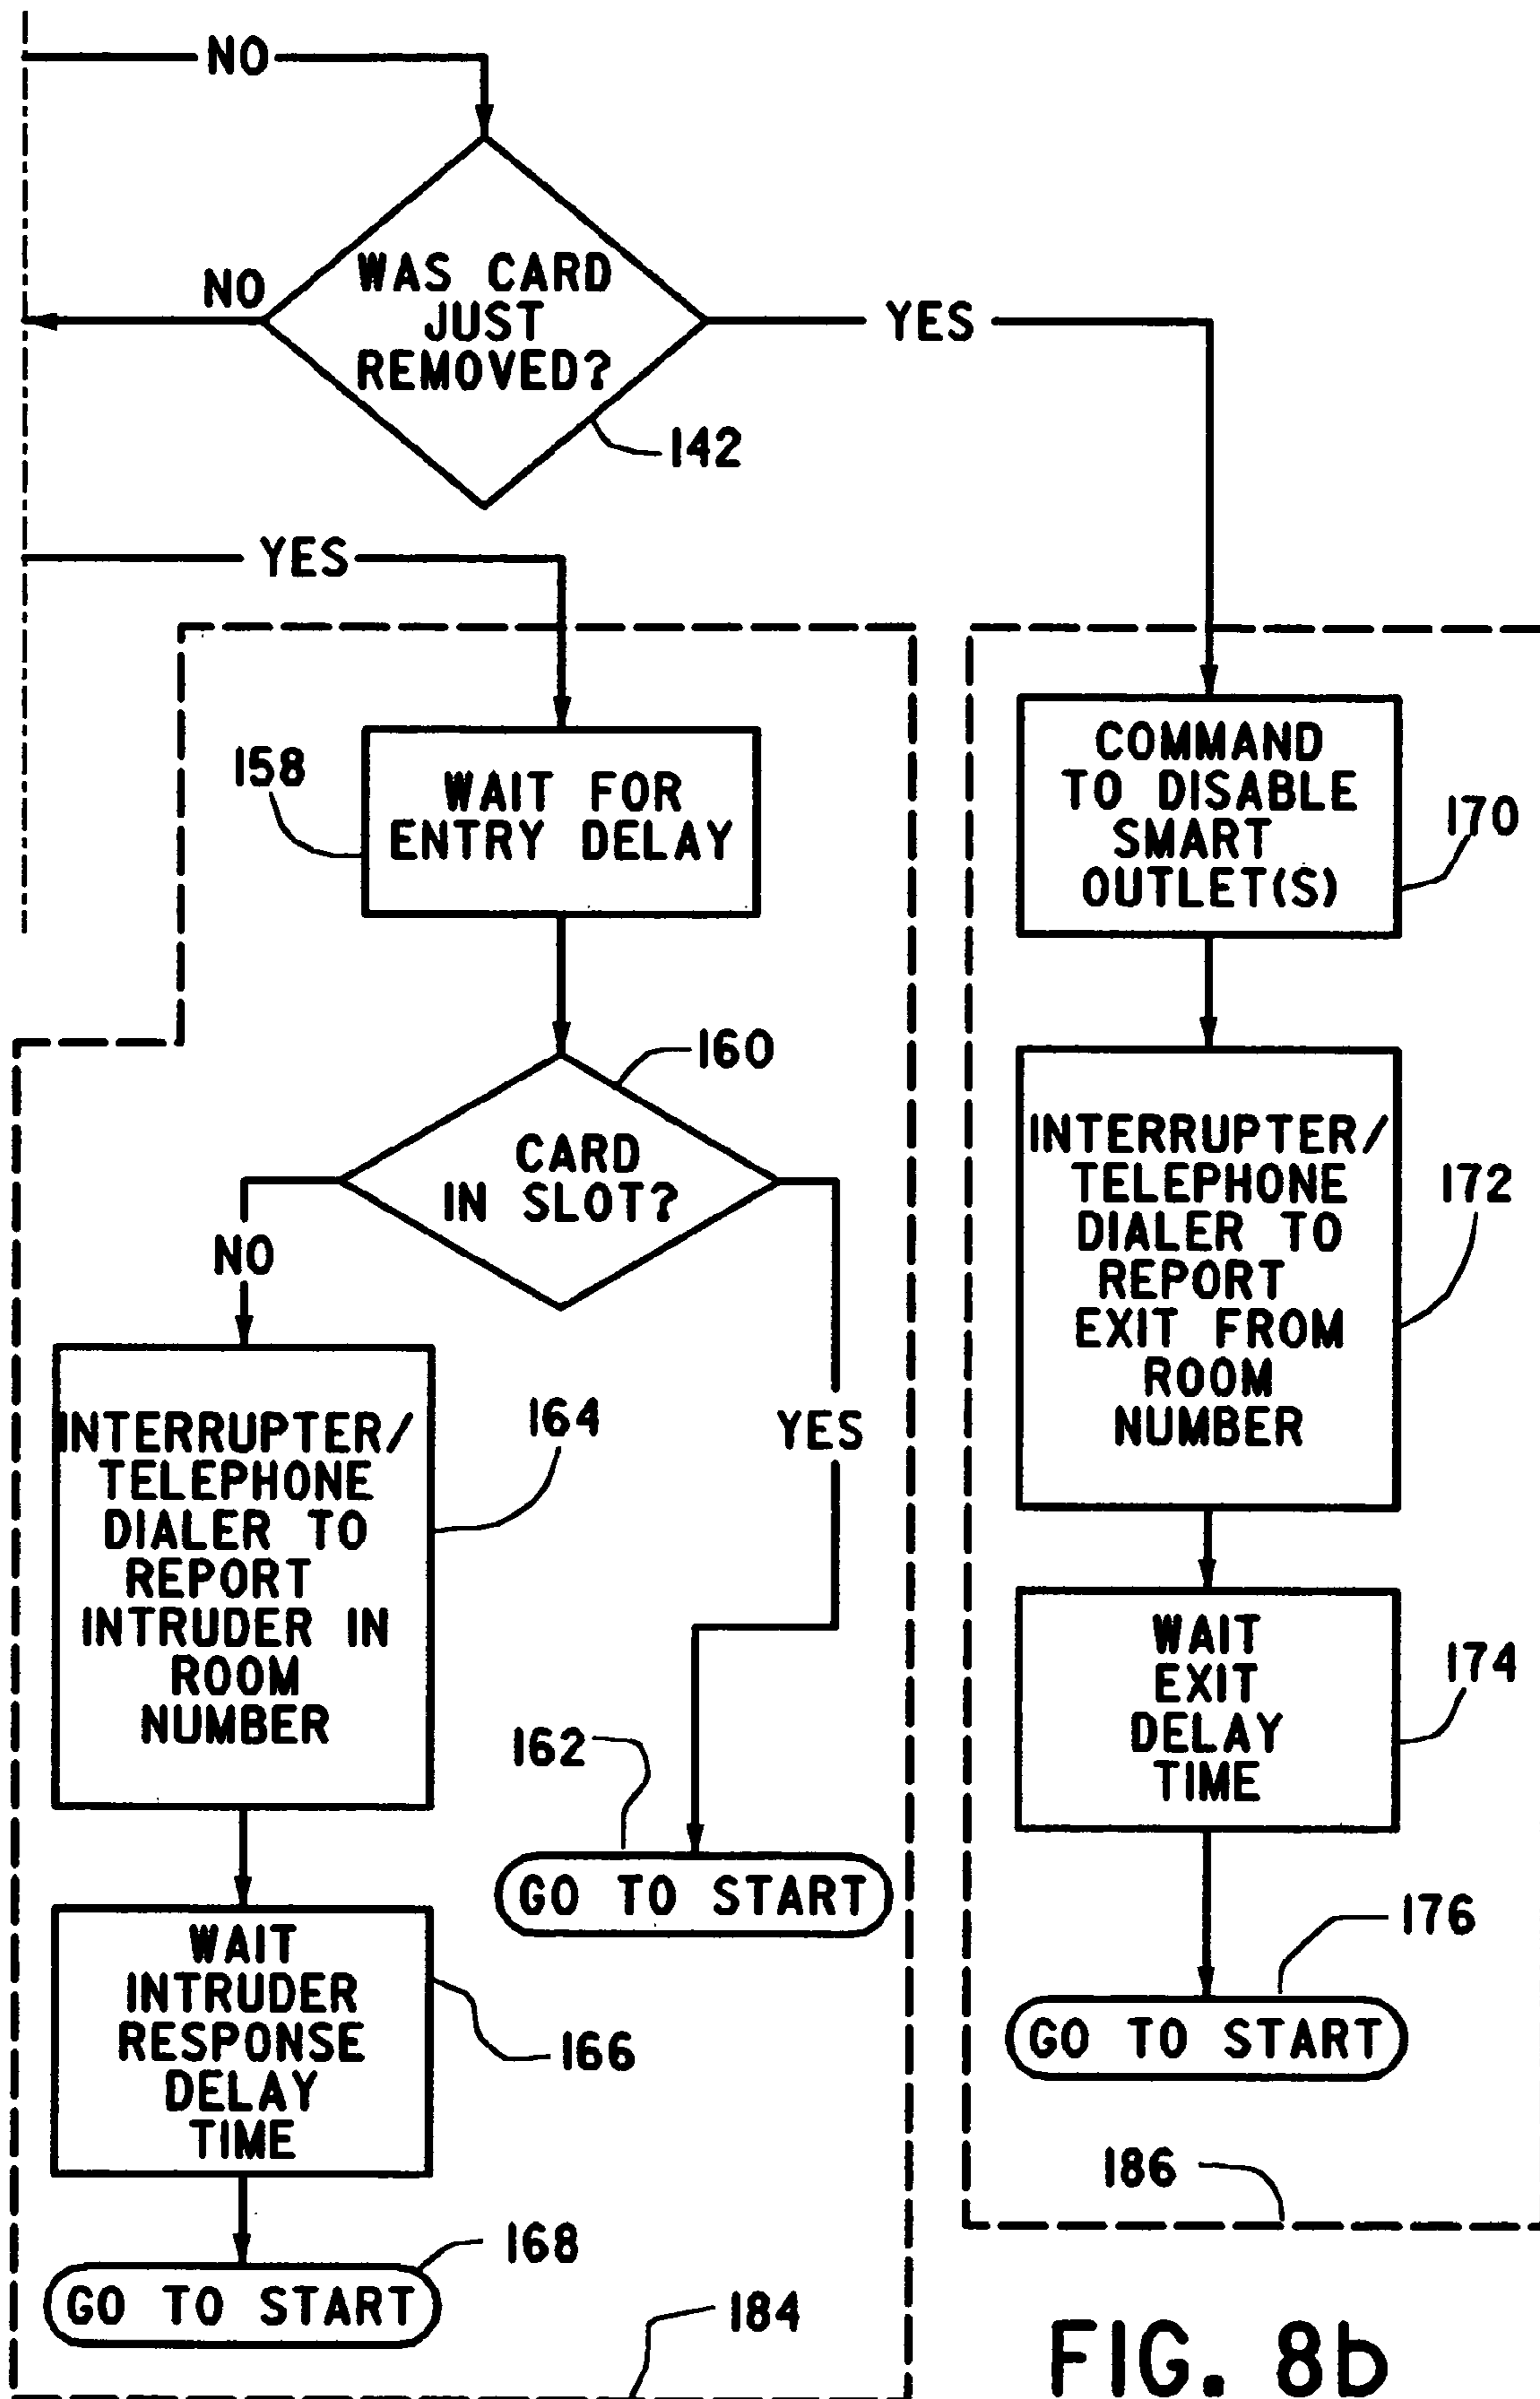 NO
WAS CARD
JUST
REMOVED?
NO
YES
142
YES
158
WAIT FOR
ENTRY DELAY
160
CARD
IN SLOT?
NO
YES
INTERRUPTER/
TELEPHONE
DIALER TO
REPORT
INTRUDER IN
ROOM
NUMBER
164
162
GO TO START
WAIT
INTRUDER
RESPONSE
DELAY
TIME
166
168
GO TO START
184
COMMAND
TO DISABLE
SMART
OUTLET(S)
170
INTERRUPTER/
TELEPHONE
DIALER TO
REPORT
EXIT FROM
ROOM
NUMBER
172
WAIT
EXIT
DELAY
TIME
174
176
GO TO START
186
FIG. 8b